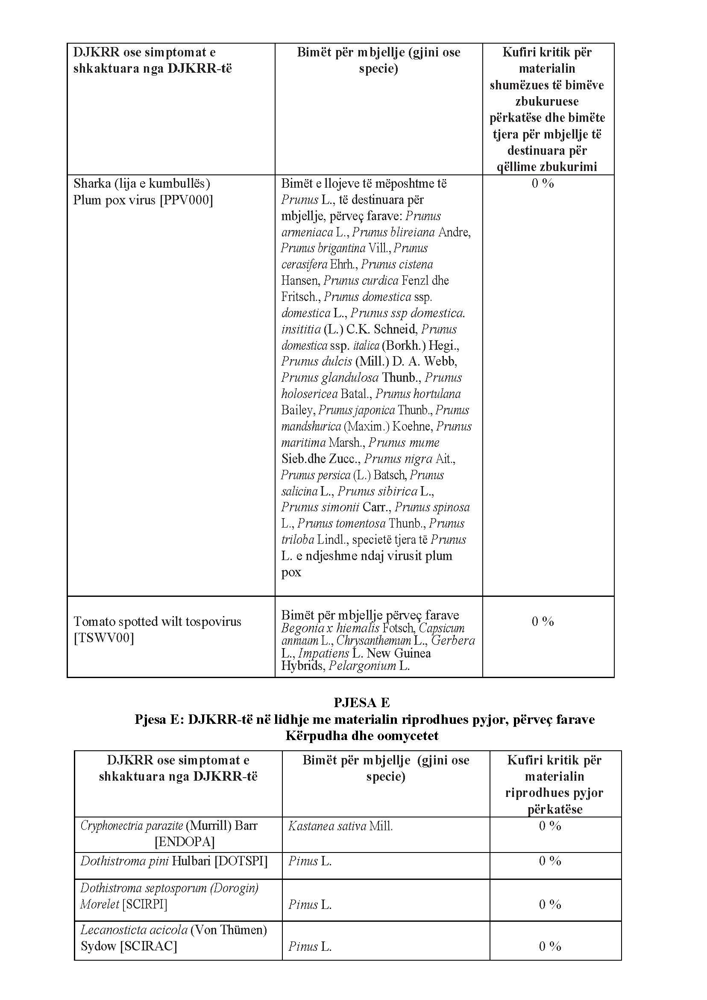 DJKRR ose simptomat e
shkaktuara nga DJKRR-të
Bimët për mbjellje (gjini ose
specie)
Kufiri kritik për
materialin
shumëzues të bimëve
zbukuruese
përkatëse dhe bimëte
tjera për mbjellje të
destinuara për
qëllime zbukurimi
Sharka (lija e kumbullës)
Plum pox virus [PPV000]
Bimët e llojeve të mëposhtme të
Prunus L., të destinuara për
mbjellje, përveç farave: Prunus
armeniaca L., Prunus blireiana Andre,
Prunus brigantina Vill., Prunus
cerasifera Ehrh., Prunus cistena
Hansen, Prunus curdica Fenzl dhe
Fritsch., Prunus domestica ssp.
domestica L., Prunus ssp domestica.
insititia (L.) C.K. Schneid, Prunus
domestica ssp. italica (Borkh.) Hegi.,
Prunus dulcis (Mill.) D. A. Webb,
Prunus glandulosa Thunb., Prunus
holosericea Batal., Prunus hortulana
Bailey, Prunus japonica Thunb., Prunus
mandshurica (Maxim.) Koehne, Prunus
maritima Marsh., Prunus mume
Sieb.dhe Zucc., Prunus nigra Ait.,
Prunus persica (L.) Batsch, Prunus
salicina L., Prunus sibirica L.,
Prunus simonii Carr., Prunus spinosa
L., Prunus tomentosa Thunb., Prunus
triloba Lindl., specietë tjera të Prunus
L. e ndjeshme ndaj virusit plum
pox
0 %
Tomato spotted wilt tospovirus
[TSWV00]
Bimët për mbjellje përveç farave
Begonia x hiemalis Fotsch, Capsicum
annuum L., Chrysanthemum L., Gerbera
L., Impatiens L. New Guinea
Hybrids, Pelargonium L.
0 %
PJESA E
Pjesa E: DJKRR-të në lidhje me materialin riprodhues pyjor, përveç farave
Kërpudha dhe oomycetet
DJKRR ose simptomat e
shkaktuara nga DJKRR-të
Bimët për mbjellje (gjini ose
specie)
Kufiri kritik për
materialin
riprodhues pyjor
përkatëse
Cryphonectria parazite (Murrill) Barr
[ENDOPA]
Kastanea sativa Mill.
0 %
Dothistroma pini Hulbari [DOTSPI]
Pinus L.
0 %
Dothistroma septosporum (Dorogin)
Morelet [SCIRPI]
Pinus L.
0 %
Lecanosticta acicola (Von Thümen)
Sydow [SCIRAC]
Pinus L.
0 %